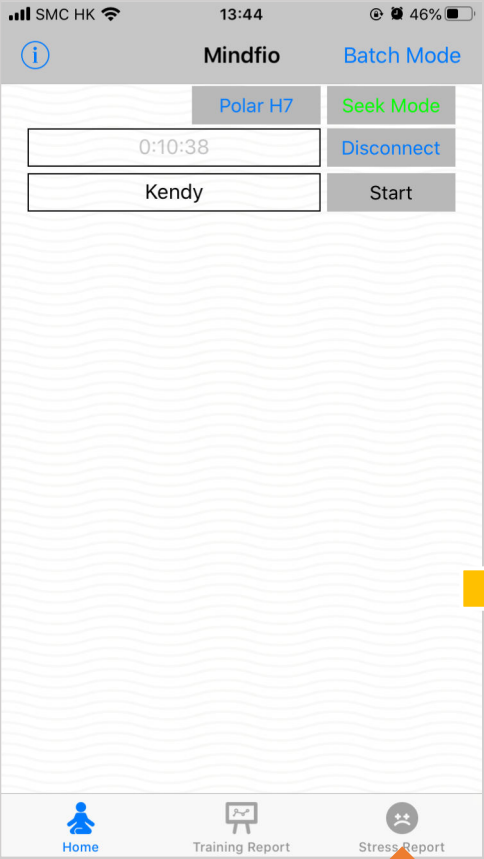 SMC HK 13:44 46%
Mindfio Batch Mode
Polar H7 Seek Mode
0:10:38 Disconnect
Kendy Start
Home Training Report Stress Report